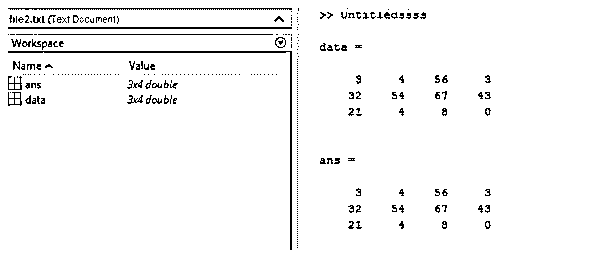 file2.txt (Text Document)
Workspace
Name Value
ans 3x4 double
data 3x4 double
>> Untitledssss
data =
3 4 56 3
32 54 67 43
21 4 8 0
ans =
3 4 56 3
32 54 67 43
21 4 8 0